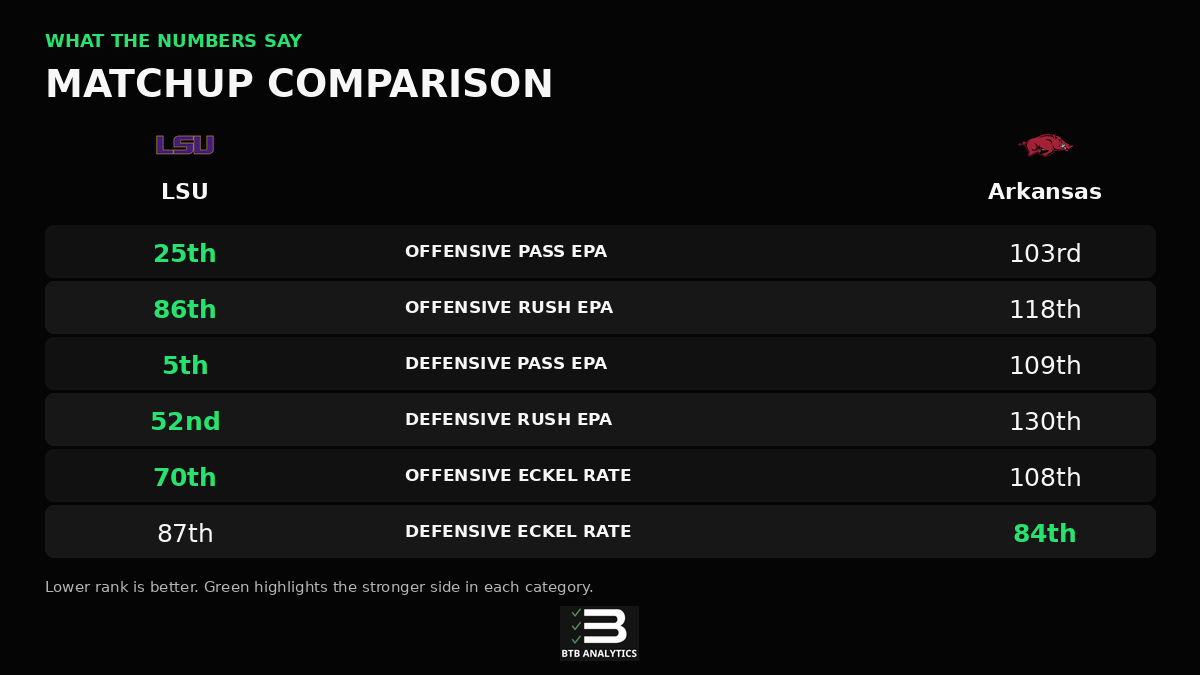 WHAT THE NUMBERS SAY
MATCHUP COMPARISON
LSU
LSU Arkansas
25th OFFENSIVE PASS EPA 103rd
86th OFFENSIVE RUSH EPA 118th
5th DEFENSIVE PASS EPA 109th
52nd DEFENSIVE RUSH EPA 130th
70th OFFENSIVE ECKEL RATE 108th
87th DEFENSIVE ECKEL RATE 84th
Lower rank is better. Green highlights the stronger side in each category.
B
BTB ANALYTICS